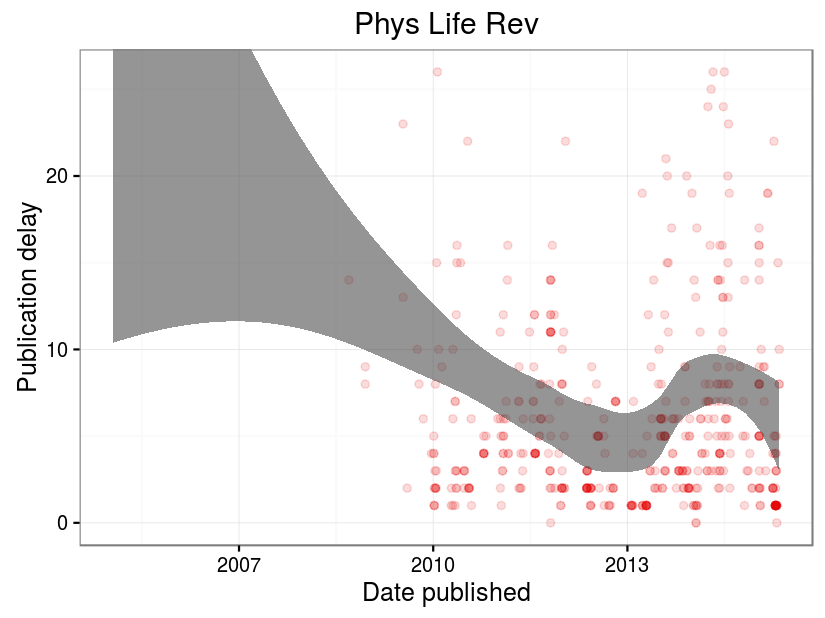 Phys Life Rev
Publication delay
20
10
0
2007 2010 2013
Date published